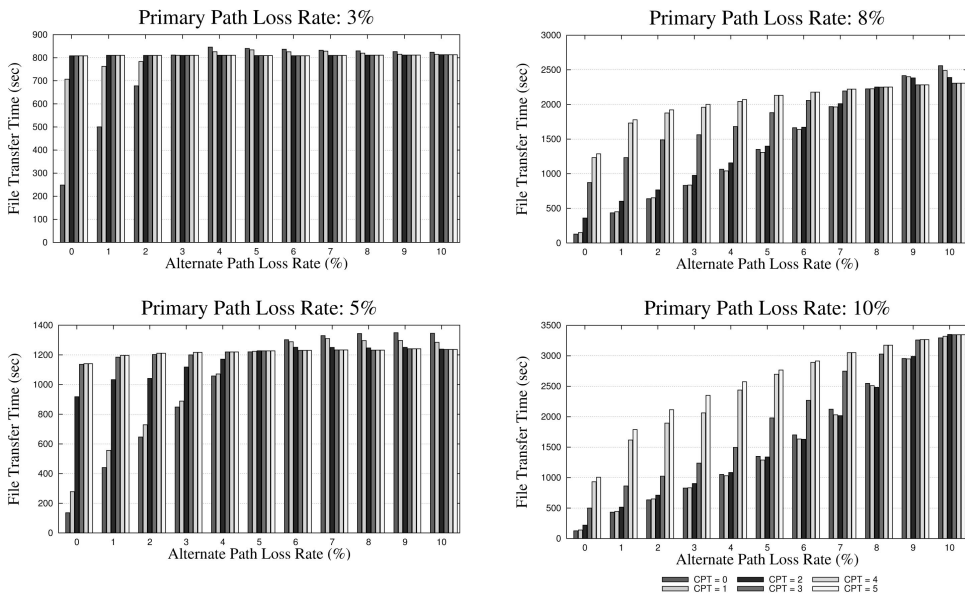 Primary Path Loss Rate: 3%
File Transfer Time (sec)
900
800
700
600
500
400
300
200
100
0
0 1 2 3 4 5 6 7 8 9 10
Alternate Path Loss Rate (%)
Primary Path Loss Rate: 8%
File Transfer Time (sec)
3000
2500
2000
1500
1000
500
0
0 1 2 3 4 5 6 7 8 9 10
Alternate Path Loss Rate (%)
Primary Path Loss Rate: 5%
File Transfer Time (sec)
1400
1200
1000
800
600
400
200
0
0 1 2 3 4 5 6 7 8 9 10
Alternate Path Loss Rate (%)
Primary Path Loss Rate: 10%
File Transfer Time (sec)
3500
3000
2500
2000
1500
1000
500
0
0 1 2 3 4 5 6 7 8 9 10
Alternate Path Loss Rate (%)
CPT = 0 CPT = 2 CPT = 4
CPT = 1 CPT = 3 CPT = 5